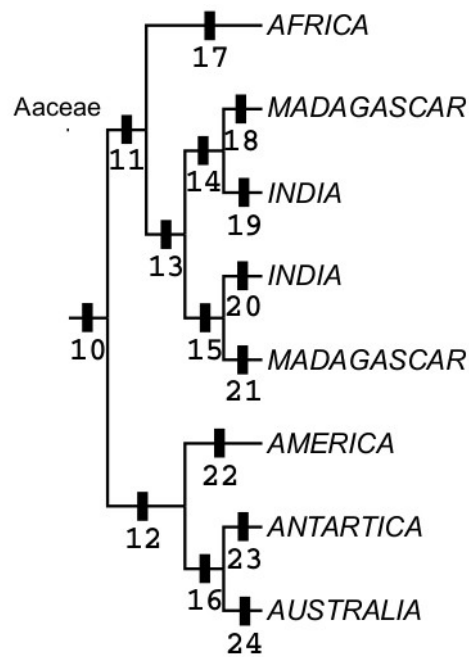 AFRICA
17
Aaceae
MADAGASCAR
11
18
14
INDIA
19
13
INDIA
20
10
15
MADAGASCAR
21
AMERICA
22
12
ANTARTICA
23
16
AUSTRALIA
24